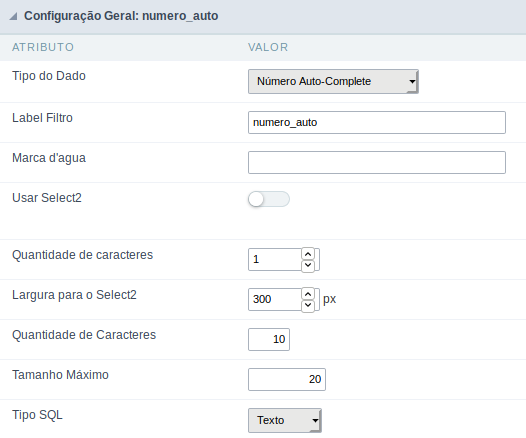 Configuração Geral: numero_auto
ATRIBUTO VALOR
Tipo do Dado Número Auto-Complete
Label Filtro numero_auto
Marca d'agua
Usar Select2
Quantidade de caracteres 1
Largura para o Select2 300 px
Quantidade de Caracteres 10
Tamanho Máximo 20
Tipo SQL Texto